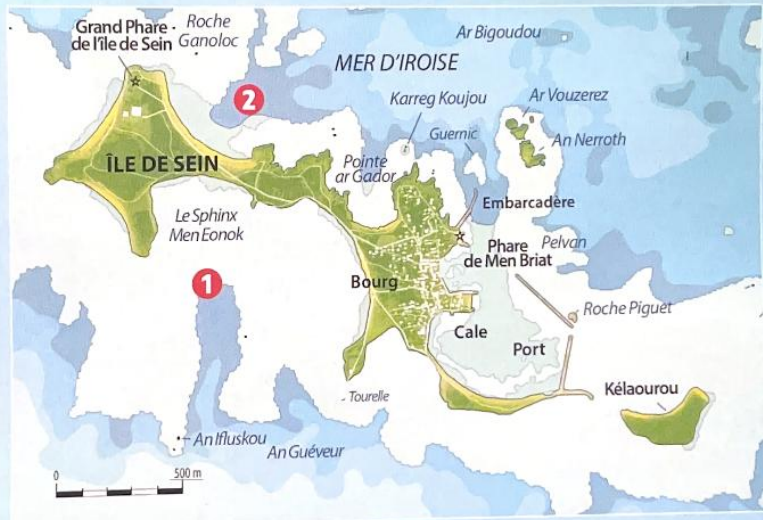 Grand Phare
de l'île de Sein
Roche
Ganoloc
Ar Bigoudou
MER D'IROISE
2
Karreg Koujou
Ar Vouzerez
Guernic
An Nerroth
ÎLE DE SEIN
Pointe
ar Gador
Embarcadère
Le Sphinx
Men Eonok
Phare
de Men Briat
Pelvan
1
Bourg
Roche Piguet
Cale
Port
Kélaourou
Tourelle
An Ifluskou
An Guéveur
0
500 m